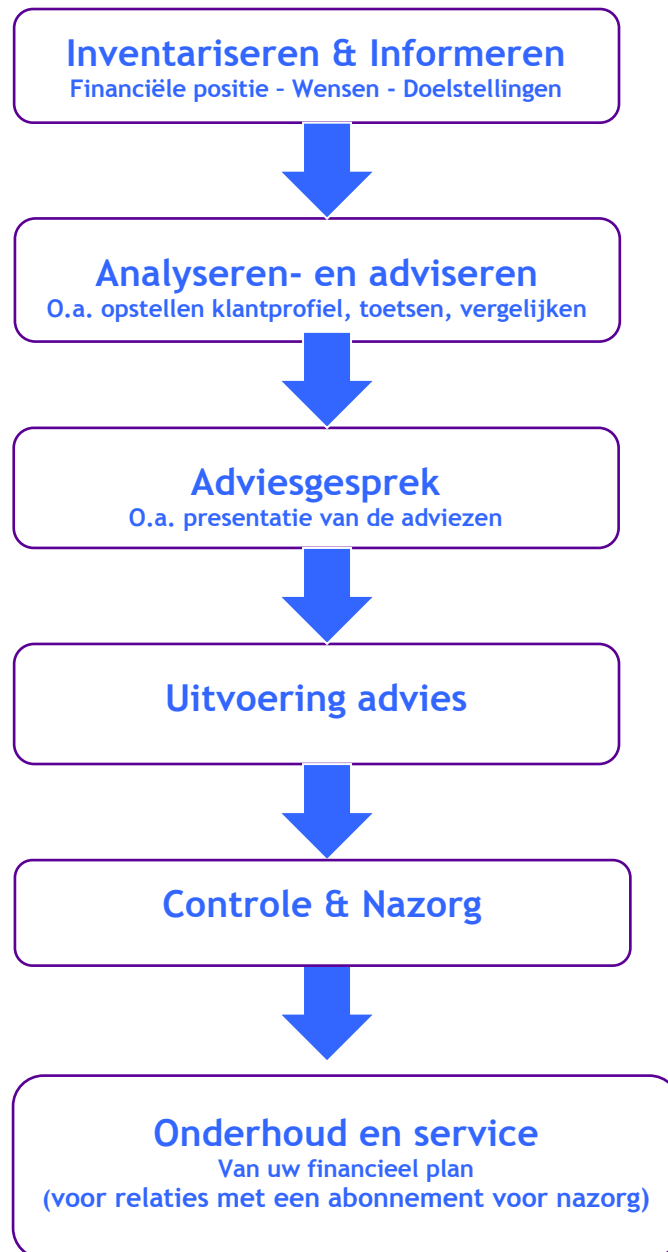 Inventariseren & Informeren
Financiële positie – Wensen - Doelstellingen
Analyseren- en adviseren
O.a. opstellen klantprofiel, toetsen, vergelijken
Adviesgesprek
O.a. presentatie van de adviezen
Uitvoering advies
Controle & Nazorg
Onderhoud en service
Van uw financieel plan
(voor relaties met een abonnement voor nazorg)